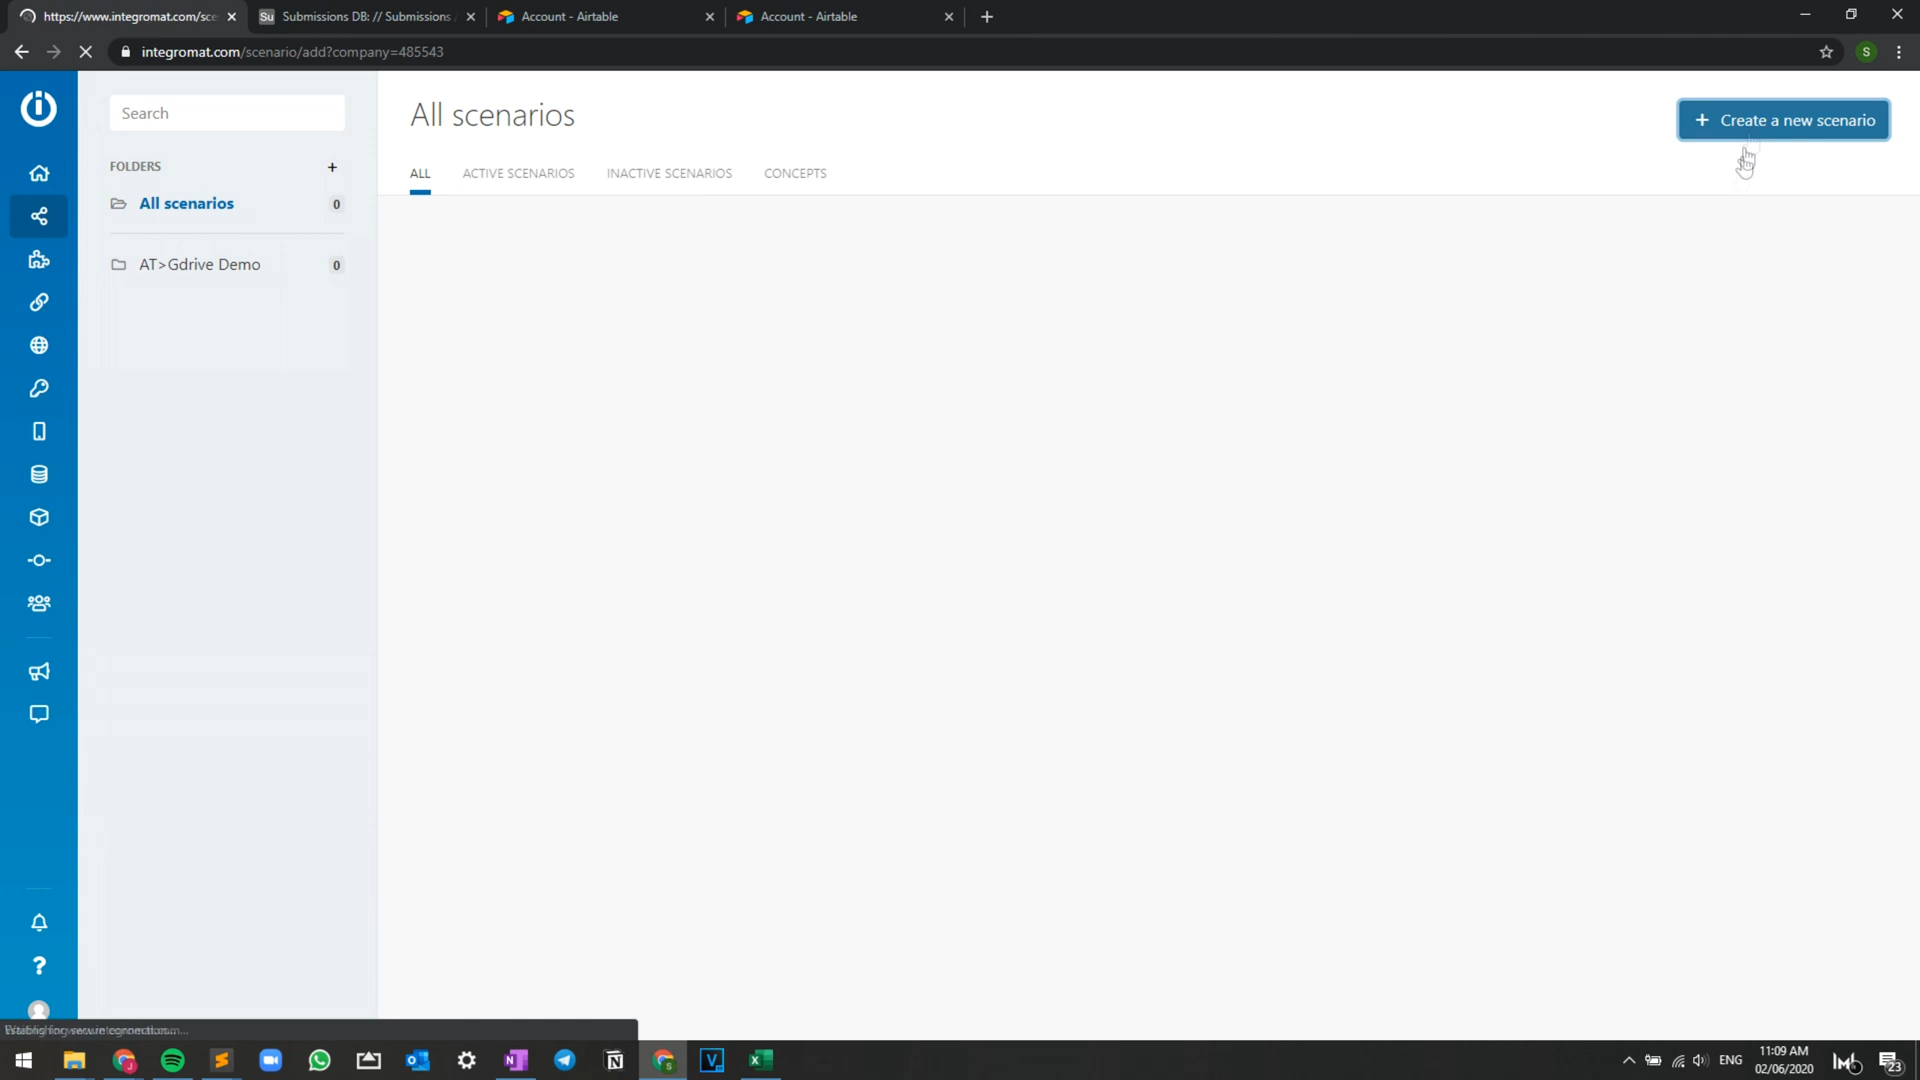 https://www.integromat.com/sce
Su Submissions DB: // Submissions
Account - Airtable
Account - Airtable
integromat.com/scenario/add?company=485543
S
Search
All scenarios
+ Create a new scenario
FOLDERS +
ALL ACTIVE SCENARIOS INACTIVE SCENARIOS CONCEPTS
All scenarios 0
AT>Gdrive Demo 0
ENG
11:09 AM
02/06/2020
23